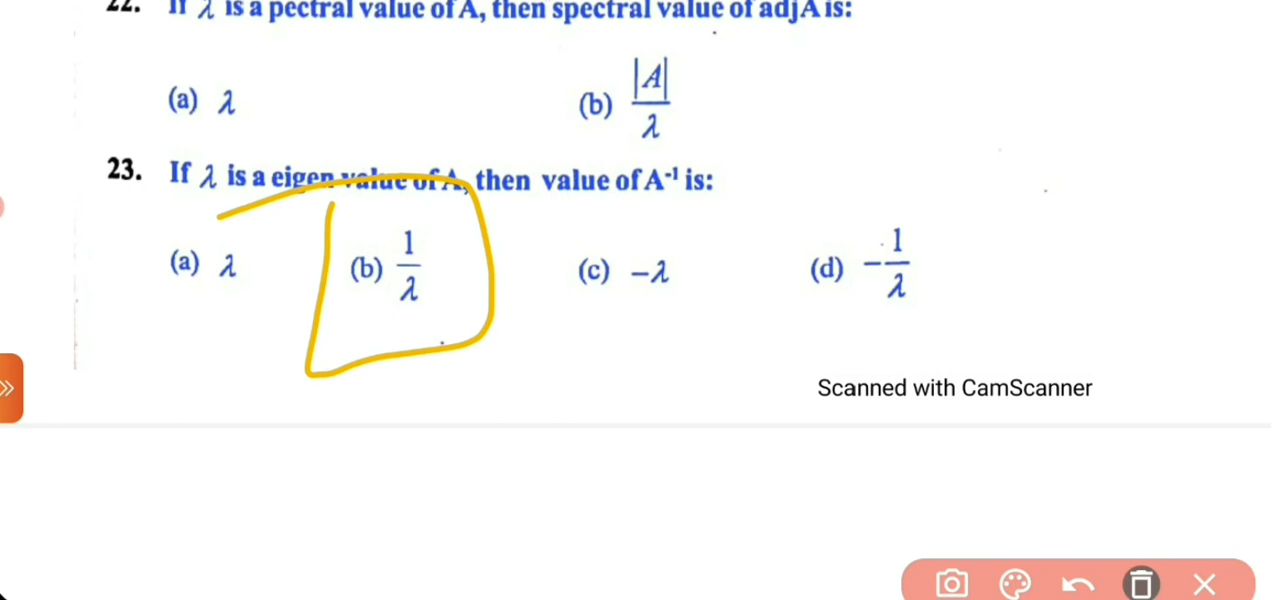 22. If λ is a pectral value of A, then spectral value of adjA is:
(a) λ (b) |A|/λ
23. If λ is a eigen value of A, then value of A⁻¹ is:
(a) λ (b) 1/λ (c) −λ (d) −1/λ
Scanned with CamScanner